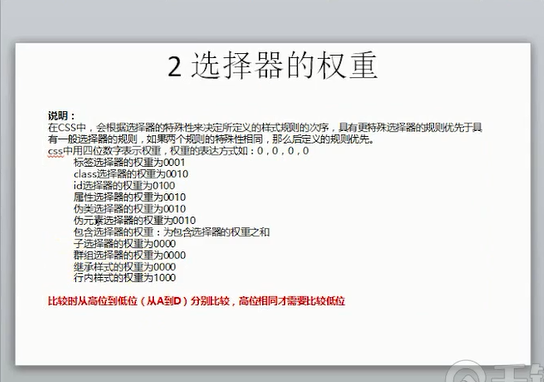 2 选择器的权重
说明：
在CSS中，会根据选择器的特殊性来决定所定义的样式规则的次序，具有更特殊选择器的规则优先于具
有一般选择器的规则，如果两个规则的特殊性相同，那么后定义的规则优先。
css中用四位数字表示权重，权重的表达方式如：0，0，0，0
标签选择器的权重为0001
class选择器的权重为0010
id选择器的权重为0100
属性选择器的权重为0010
伪类选择器的权重为0010
伪元素选择器的权重为0010
包含选择器的权重：为包含选择器的权重之和
子选择器的权重为0000
群组选择器的权重为0000
继承样式的权重为0000
行内样式的权重为1000
比较时从高位到低位（从A到D）分别比较，高位相同才需要比较低位